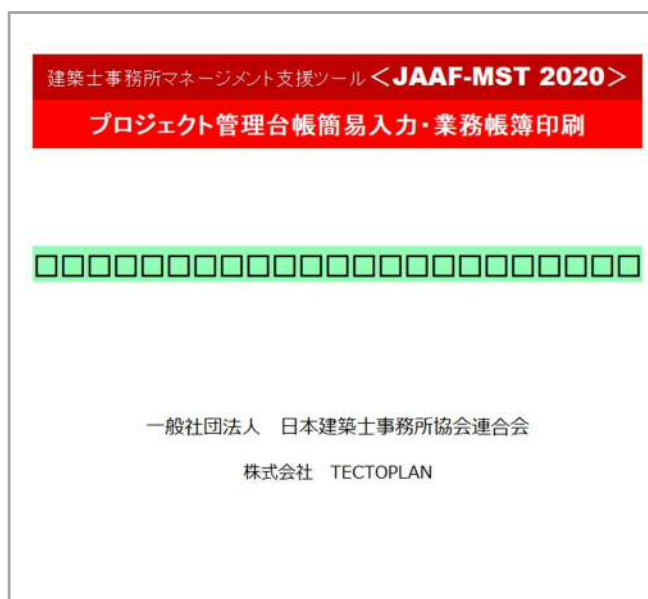 建築士事務所マネージメント支援ツール＜JAAF-MST 2020＞
プロジェクト管理台帳簡易入力・業務帳簿印刷
□□□□□□□□□□□□□□□□□□□□□□□
一般社団法人　日本建築士事務所協会連合会
株式会社　TECTOPLAN